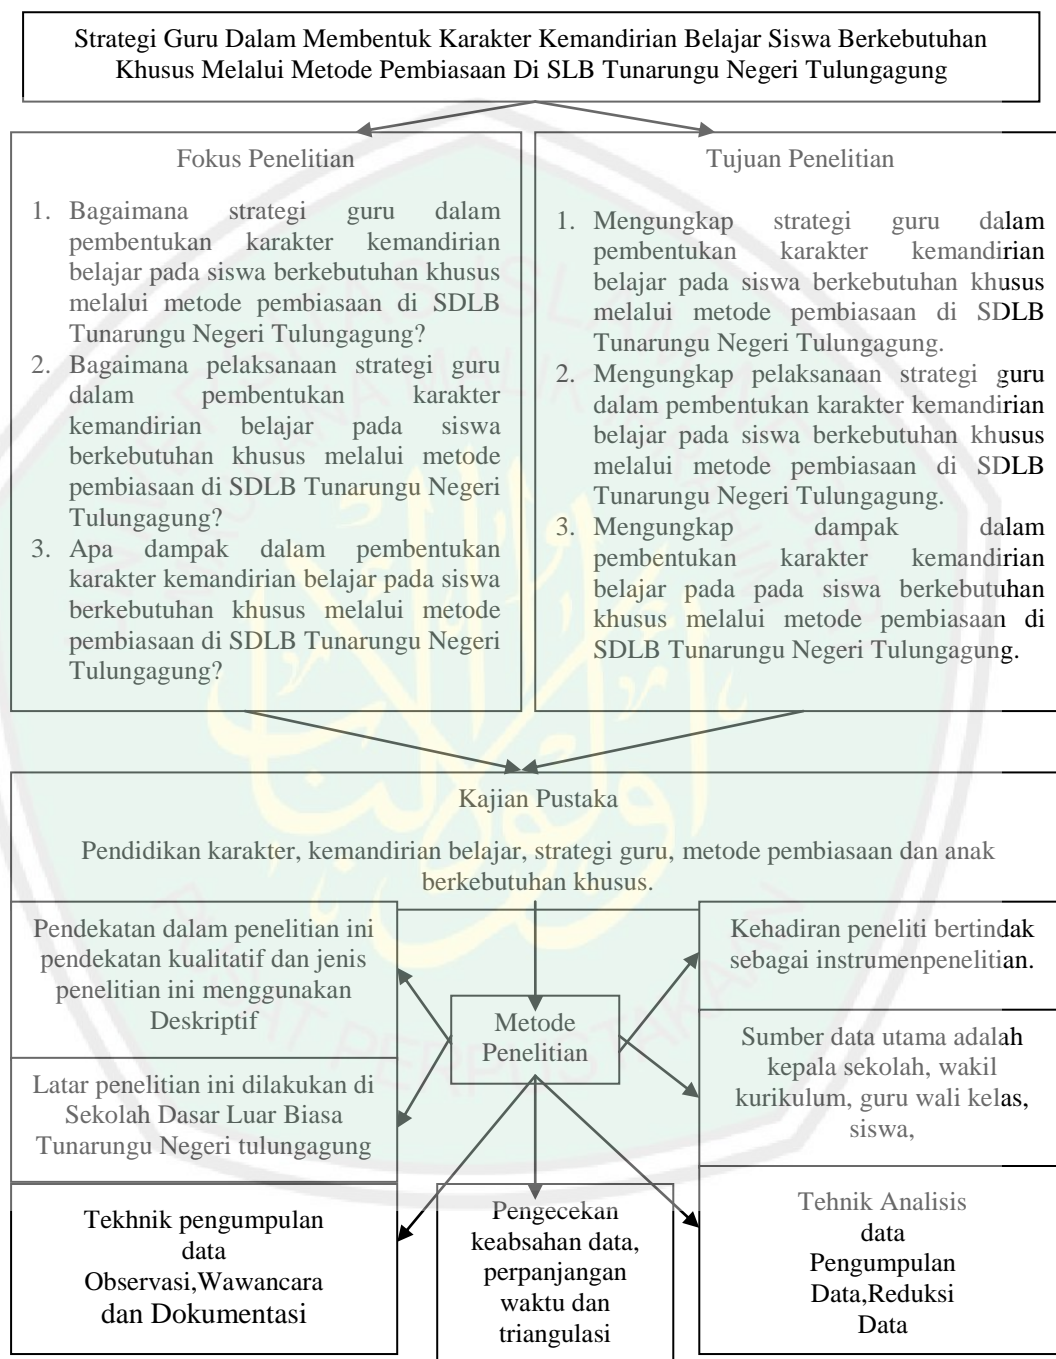 Strategi Guru Dalam Membentuk Karakter Kemandirian Belajar Siswa Berkebutuhan
Khusus Melalui Metode Pembiasaan Di SLB Tunarungu Negeri Tulungagung
Fokus Penelitian
1. Bagaimana strategi guru dalam
pembentukan karakter kemandirian
belajar pada siswa berkebutuhan khusus
melalui metode pembiasaan di SDLB
Tunarungu Negeri Tulungagung?
2. Bagaimana pelaksanaan strategi guru
dalam pembentukan karakter
kemandirian belajar pada siswa
berkebutuhan khusus melalui metode
pembiasaan di SDLB Tunarungu Negeri
Tulungagung?
3. Apa dampak dalam pembentukan
karakter kemandirian belajar pada siswa
berkebutuhan khusus melalui metode
pembiasaan di SDLB Tunarungu Negeri
Tulungagung?
Tujuan Penelitian
1. Mengungkap strategi guru dalam
pembentukan karakter kemandirian
belajar pada siswa berkebutuhan khusus
melalui metode pembiasaan di SDLB
Tunarungu Negeri Tulungagung.
2. Mengungkap pelaksanaan strategi guru
dalam pembentukan karakter kemandirian
belajar pada siswa berkebutuhan khusus
melalui metode pembiasaan di SDLB
Tunarungu Negeri Tulungagung.
3. Mengungkap dampak dalam
pembentukan karakter kemandirian
belajar pada pada siswa berkebutuhan
khusus melalui metode pembiasaan di
SDLB Tunarungu Negeri Tulungagung.
Kajian Pustaka
Pendidikan karakter, kemandirian belajar, strategi guru, metode pembiasaan dan anak
berkebutuhan khusus.
Pendekatan dalam penelitian ini
pendekatan kualitatif dan jenis
penelitian ini menggunakan
Deskriptif
Latar penelitian ini dilakukan di
Sekolah Dasar Luar Biasa
Tunarungu Negeri tulungagung
Tekhnik pengumpulan
data
Observasi,Wawancara
dan Dokumentasi
Metode
Penelitian
Pengecekan
keabsahan data,
perpanjangan
waktu dan
triangulasi
Kehadiran peneliti bertindak
sebagai instrumenpenelitian.
Sumber data utama adalah
kepala sekolah, wakil
kurikulum, guru wali kelas,
siswa,
Tehnik Analisis
data
Pengumpulan
Data,Reduksi
Data